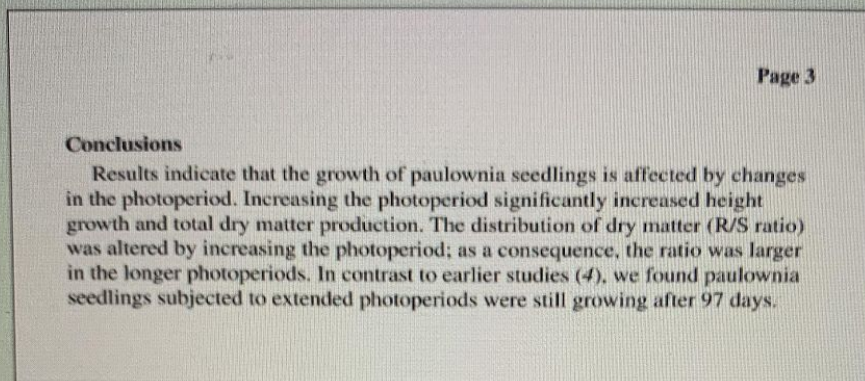 Page 3
Conclusions
Results indicate that the growth of paulownia seedlings is affected by changes
in the photoperiod. Increasing the photoperiod significantly increased height
growth and total dry matter production. The distribution of dry matter (R/S ratio)
was altered by increasing the photoperiod; as a consequence, the ratio was larger
in the longer photoperiods. In contrast to earlier studies (4), we found paulownia
seedlings subjected to extended photoperiods were still growing after 97 days.